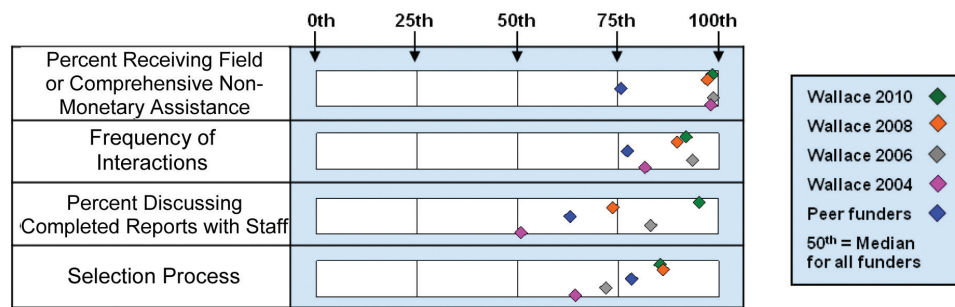 0th 25th 50th 75th 100th
Percent Receiving Field
or Comprehensive Non-
Monetary Assistance
Frequency of
Interactions
Percent Discussing
Completed Reports with Staff
Selection Process
Wallace 2010
Wallace 2008
Wallace 2006
Wallace 2004
Peer funders
50th = Median
for all funders